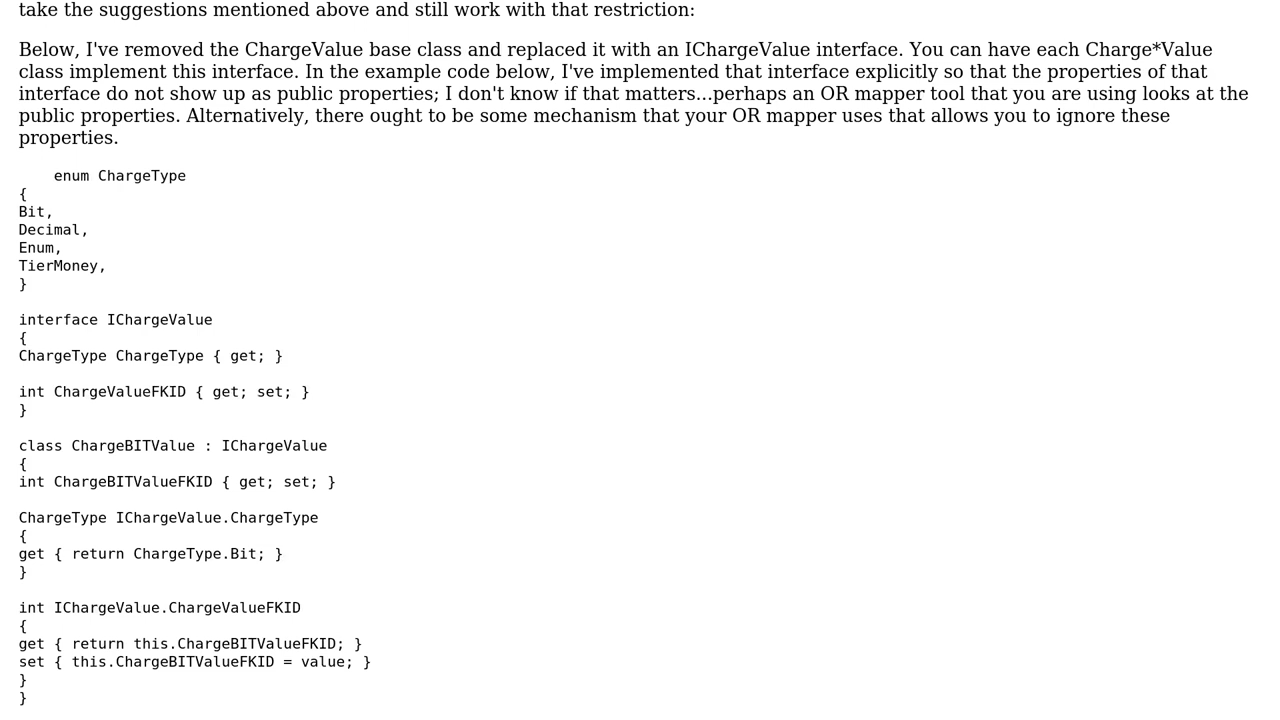 take the suggestions mentioned above and still work with that restriction:
Below, I've removed the ChargeValue base class and replaced it with an IChargeValue interface. You can have each Charge*Value
class implement this interface. In the example code below, I've implemented that interface explicitly so that the properties of that
interface do not show up as public properties; I don't know if that matters...perhaps an OR mapper tool that you are using looks at the
public properties. Alternatively, there ought to be some mechanism that your OR mapper uses that allows you to ignore these
properties.
    enum ChargeType
{
Bit,
Decimal,
Enum,
TierMoney,
}
interface IChargeValue
{
ChargeType ChargeType { get; }
int ChargeValueFKID { get; set; }
}
class ChargeBITValue : IChargeValue
{
int ChargeBITValueFKID { get; set; }
ChargeType IChargeValue.ChargeType
{
get { return ChargeType.Bit; }
}
int IChargeValue.ChargeValueFKID
{
get { return this.ChargeBITValueFKID; }
set { this.ChargeBITValueFKID = value; }
}
}